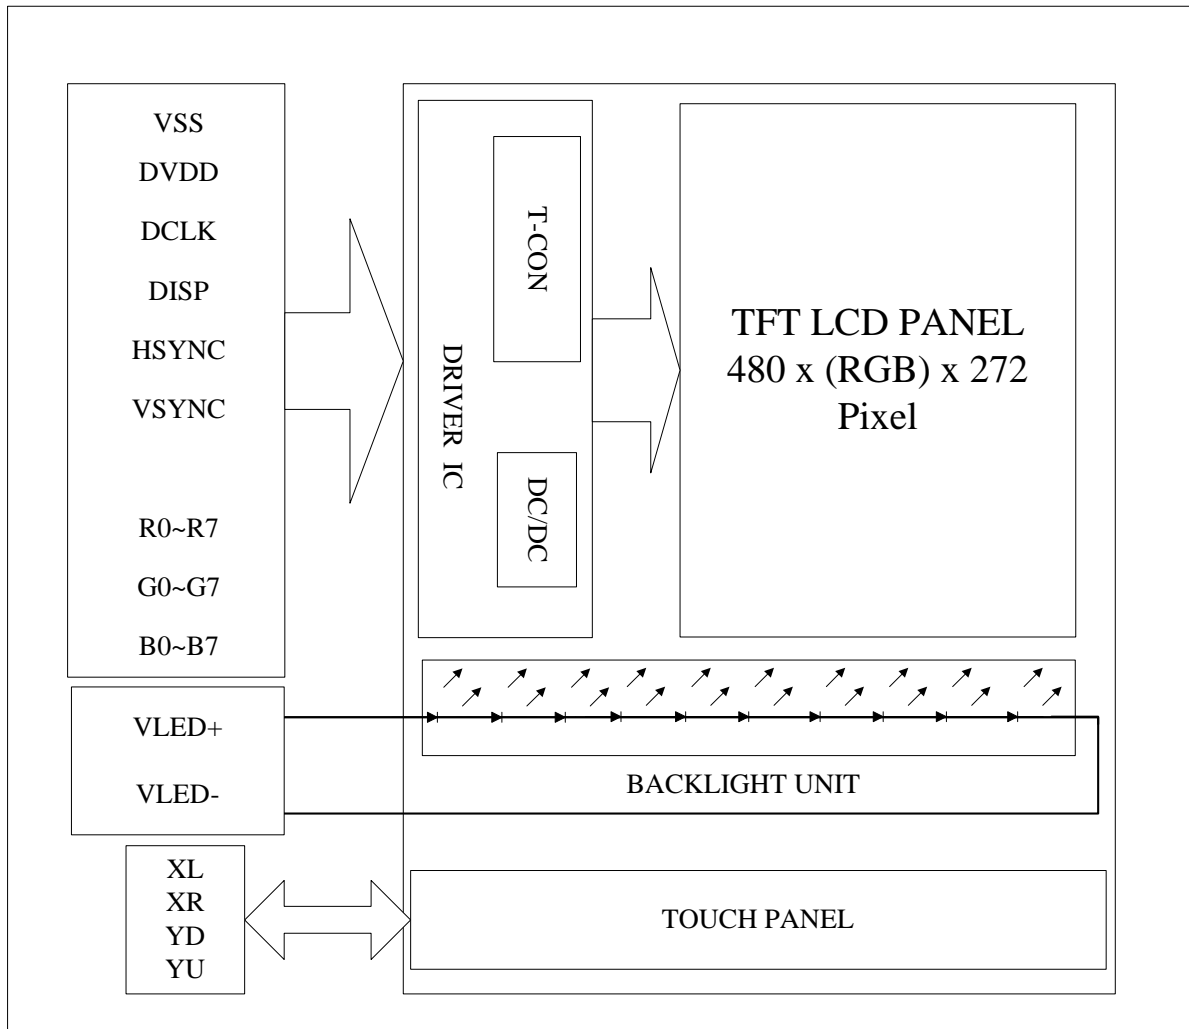 VSS
DVDD
DCLK
DISP
HSYNC
VSYNC
R0~R7
G0~G7
B0~B7
T-CON
DRIVER IC
DC/DC
TFT LCD PANEL
480 x (RGB) x 272
Pixel
VLED+
VLED-
BACKLIGHT UNIT
XL
XR
YD
YU
TOUCH PANEL